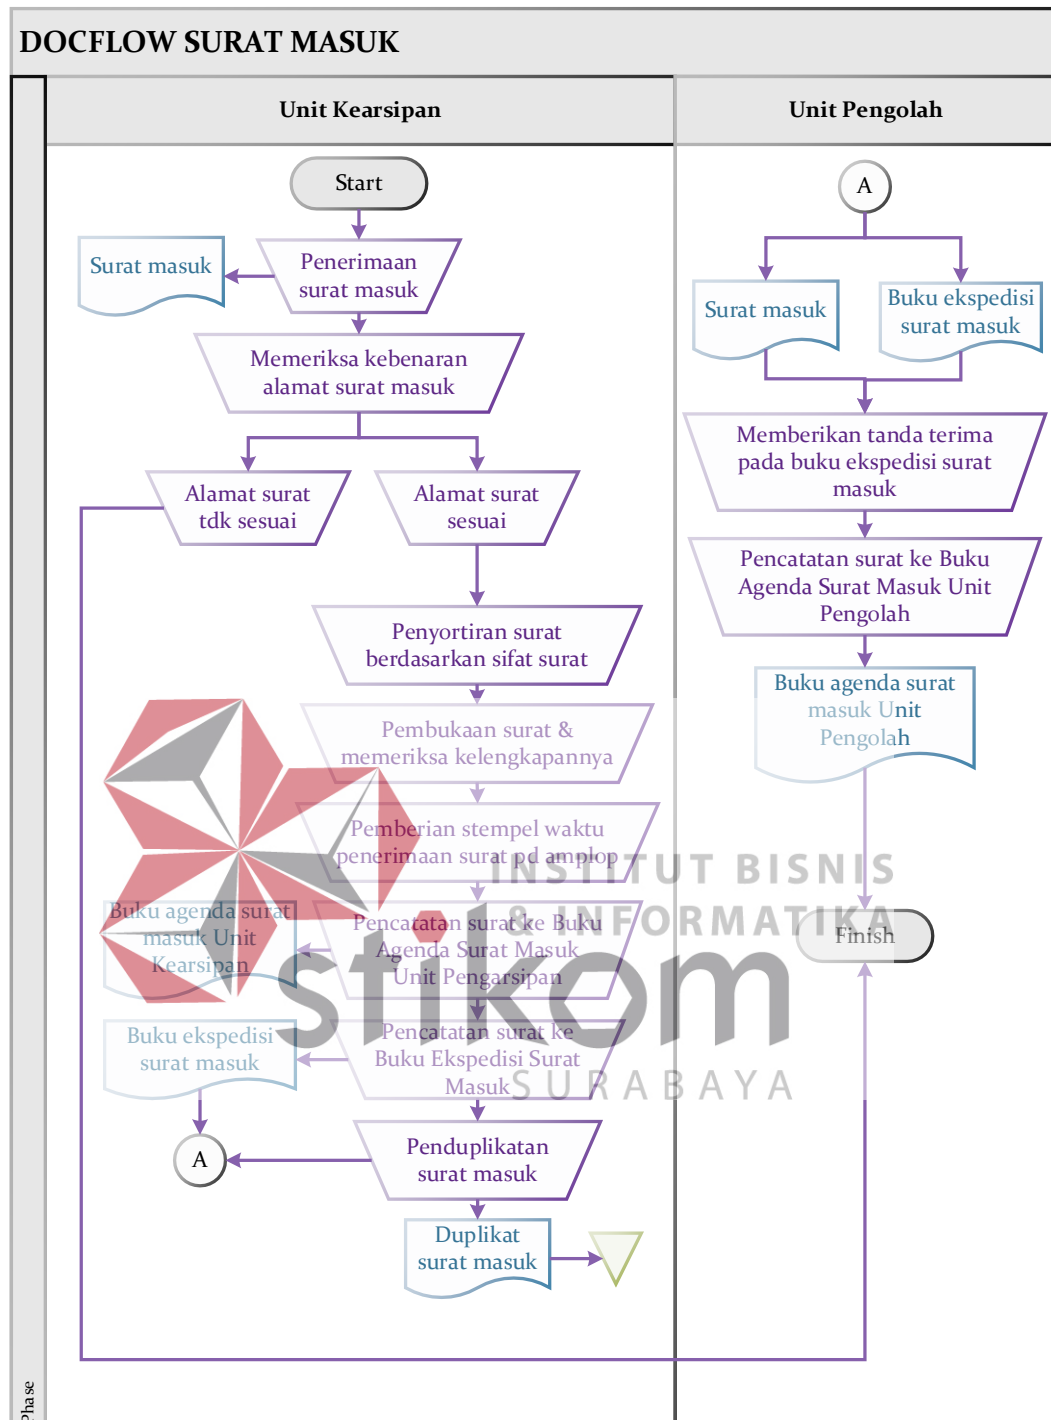 DOCFLOW SURAT MASUK
Unit Kearsipan
Unit Pengolah
Start
Surat masuk
Penerimaan
surat masuk
Memeriksa kebenaran
alamat surat masuk
Alamat surat
tdk sesuai
Alamat surat
sesuai
Penyortiran surat
berdasarkan sifat surat
Pembukaan surat &
memeriksa kelengkapannya
Pemberian stempel waktu
penerimaan surat pd amplop
Buku agenda surat
masuk Unit
Kearsipan
Pencatatan surat ke Buku
Agenda Surat Masuk
Unit Pengarsipan
Buku ekspedisi
surat masuk
Pencatatan surat ke
Buku Ekspedisi Surat
Masuk
A
Penduplikatan
surat masuk
Duplikat
surat masuk
A
Surat masuk
Buku ekspedisi
surat masuk
Memberikan tanda terima
pada buku ekspedisi surat
masuk
Pencatatan surat ke Buku
Agenda Surat Masuk Unit
Pengolah
Buku agenda surat
masuk Unit
Pengolah
Finish
INSTITUT BISNIS
& INFORMATIKA
stikom
SURABAYA
Phase